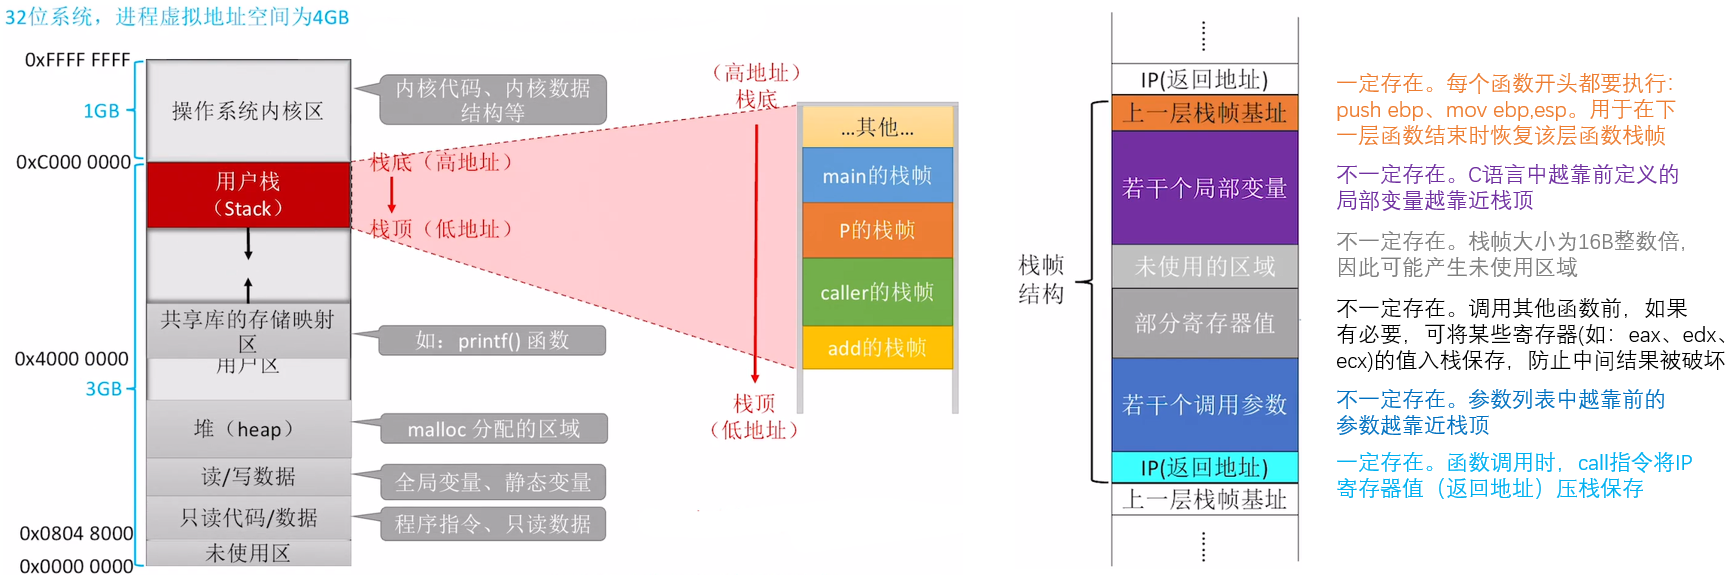 32位系统，进程虚拟地址空间为4GB
0xFFFF FFFF
1GB
操作系统内核区
内核代码、内核数据
结构等
0xC000 0000
用户栈
（Stack）
栈底（高地址）
栈顶（低地址）
共享库的存储映射
区
如：printf() 函数
0x4000 0000
用户区
3GB
堆（heap）
malloc 分配的区域
读/写数据
全局变量、静态变量
只读代码/数据
程序指令、只读数据
0x0804 8000
未使用区
0x0000 0000
（高地址）
栈底
...其他...
main的栈帧
P的栈帧
caller的栈帧
add的栈帧
栈顶
（低地址）
栈帧
结构
IP(返回地址)
上一层栈帧基址
若干个局部变量
未使用的区域
部分寄存器值
若干个调用参数
IP(返回地址)
上一层栈帧基址
一定存在。每个函数开头都要执行：
push ebp、mov ebp,esp。用于在下
一层函数结束时恢复该层函数栈帧
不一定存在。C语言中越靠前定义的
局部变量越靠近栈顶
不一定存在。栈帧大小为16B整数倍，
因此可能产生未使用区域
不一定存在。调用其他函数前，如果
有必要，可将某些寄存器(如：eax、edx、
ecx)的值入栈保存，防止中间结果被破坏
不一定存在。参数列表中越靠前的
参数越靠近栈顶
一定存在。函数调用时，call指令将IP
寄存器值（返回地址）压栈保存